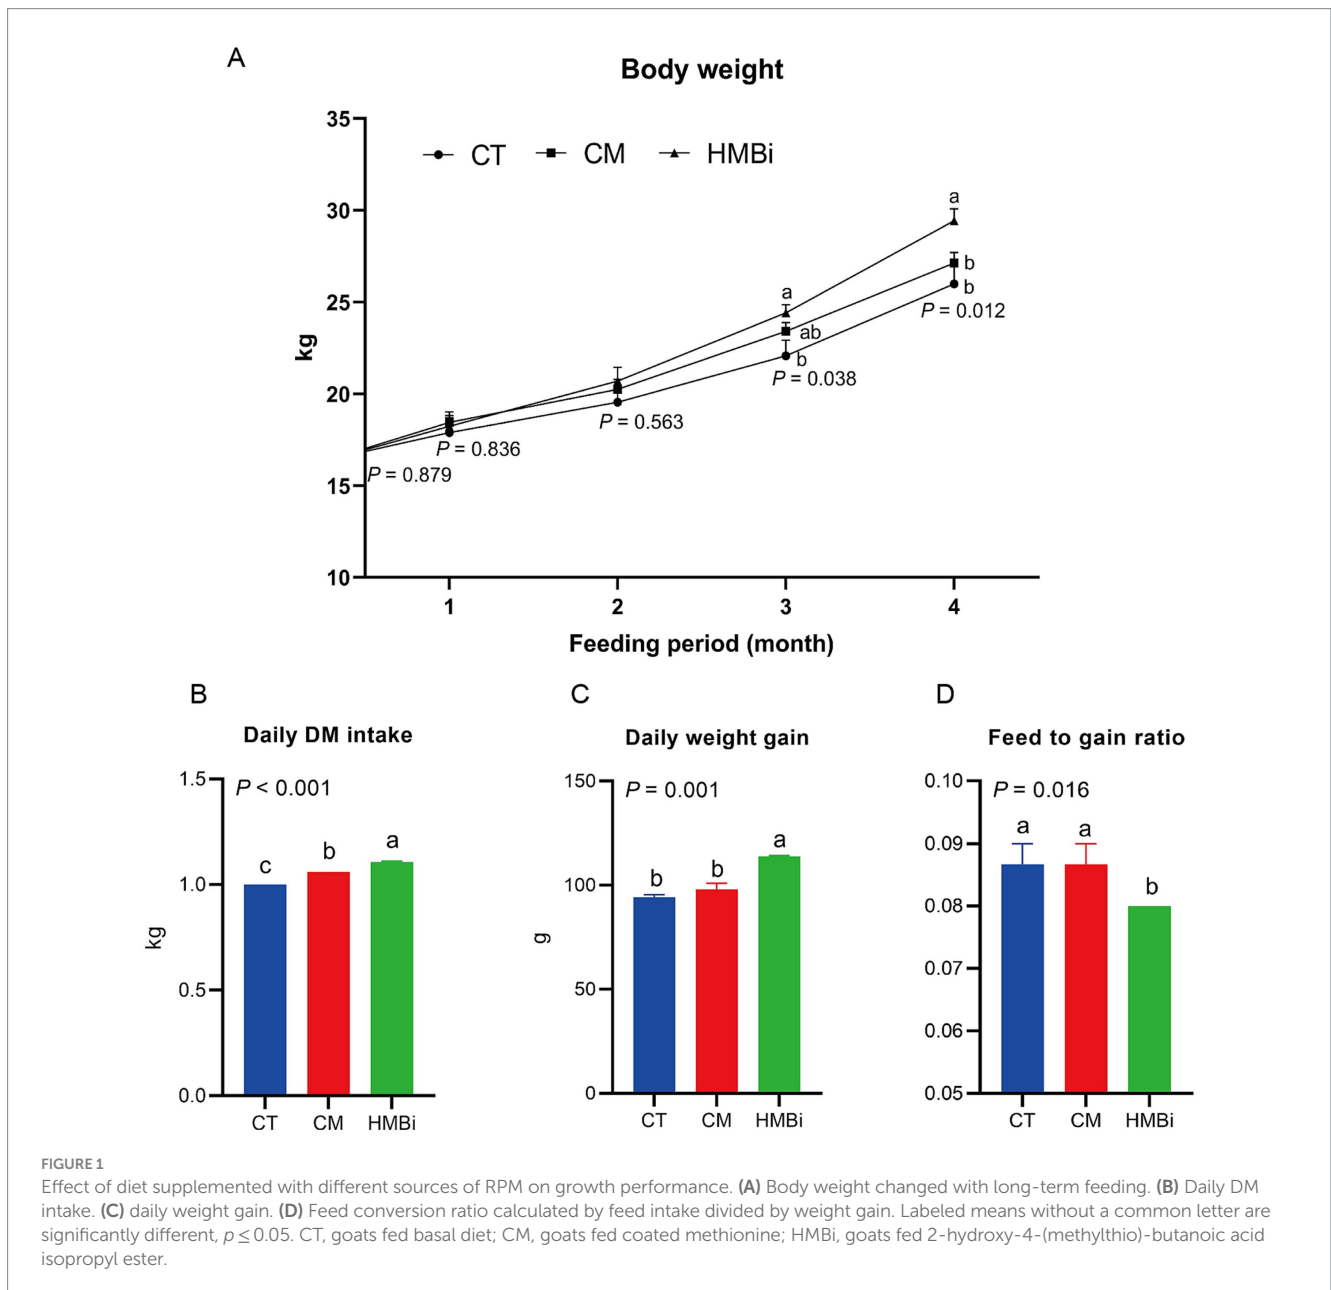 A
Body weight
35
30
25
20
15
10
kg
CT CM HMBi
a
b
b
P = 0.012
a
ab
b
P = 0.038
P = 0.563
P = 0.836
P = 0.879
1 2 3 4
Feeding period (month)
B
Daily DM intake
P < 0.001
1.5
1.0
0.5
0.0
kg
c b a
CT CM HMBi
C
Daily weight gain
P = 0.001
150
100
50
0
g
b b a
CT CM HMBi
D
Feed to gain ratio
P = 0.016
0.10
0.09
0.08
0.07
0.06
0.05
a a b
CT CM HMBi
FIGURE 1
Effect of diet supplemented with different sources of RPM on growth performance. (A) Body weight changed with long-term feeding. (B) Daily DM
intake. (C) daily weight gain. (D) Feed conversion ratio calculated by feed intake divided by weight gain. Labeled means without a common letter are
significantly different, p ≤ 0.05. CT, goats fed basal diet; CM, goats fed coated methionine; HMBi, goats fed 2-hydroxy-4-(methylthio)-butanoic acid
isopropyl ester.